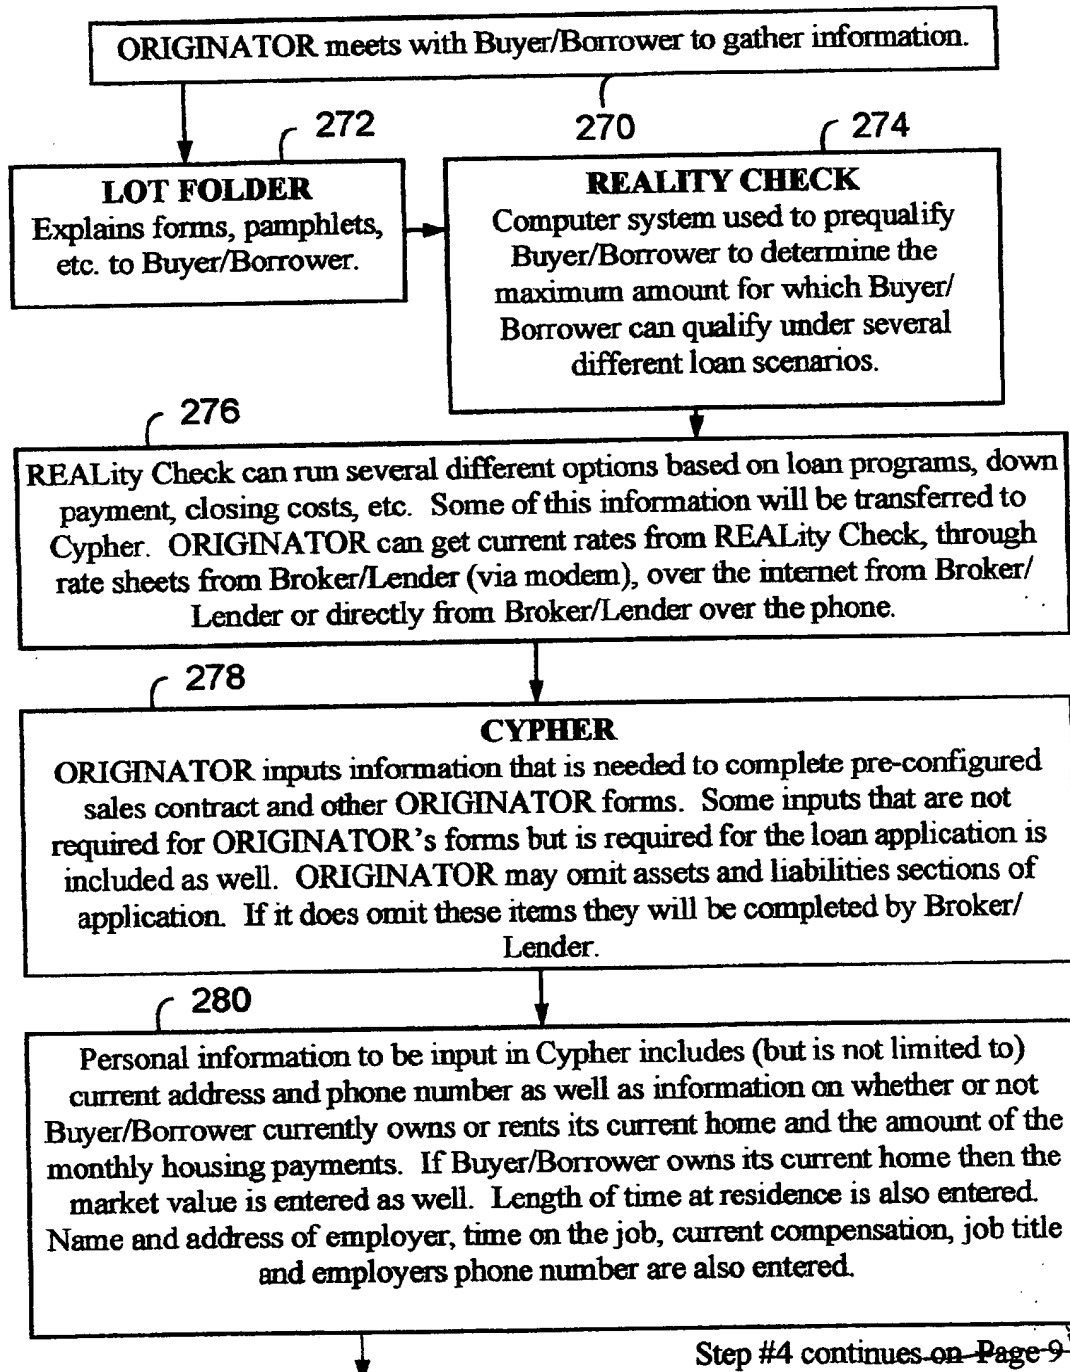 ORIGINATOR meets with Buyer/Borrower to gather information.
270
272
LOT FOLDER
Explains forms, pamphlets,
etc. to Buyer/Borrower.
274
REALITY CHECK
Computer system used to prequalify
Buyer/Borrower to determine the
maximum amount for which Buyer/
Borrower can qualify under several
different loan scenarios.
276
REALity Check can run several different options based on loan programs, down
payment, closing costs, etc.  Some of this information will be transferred to
Cypher.  ORIGINATOR can get current rates from REALity Check, through
rate sheets from Broker/Lender (via modem), over the internet from Broker/
Lender or directly from Broker/Lender over the phone.
278
CYPHER
ORIGINATOR inputs information that is needed to complete pre-configured
sales contract and other ORIGINATOR forms.  Some inputs that are not
required for ORIGINATOR's forms but is required for the loan application is
included as well.  ORIGINATOR may omit assets and liabilities sections of
application.  If it does omit these items they will be completed by Broker/
Lender.
280
Personal information to be input in Cypher includes (but is not limited to)
current address and phone number as well as information on whether or not
Buyer/Borrower currently owns or rents its current home and the amount of the
monthly housing payments.  If Buyer/Borrower owns its current home then the
market value is entered as well.  Length of time at residence is also entered.
Name and address of employer, time on the job, current compensation, job title
and employers phone number are also entered.
Step #4 continues on Page 9